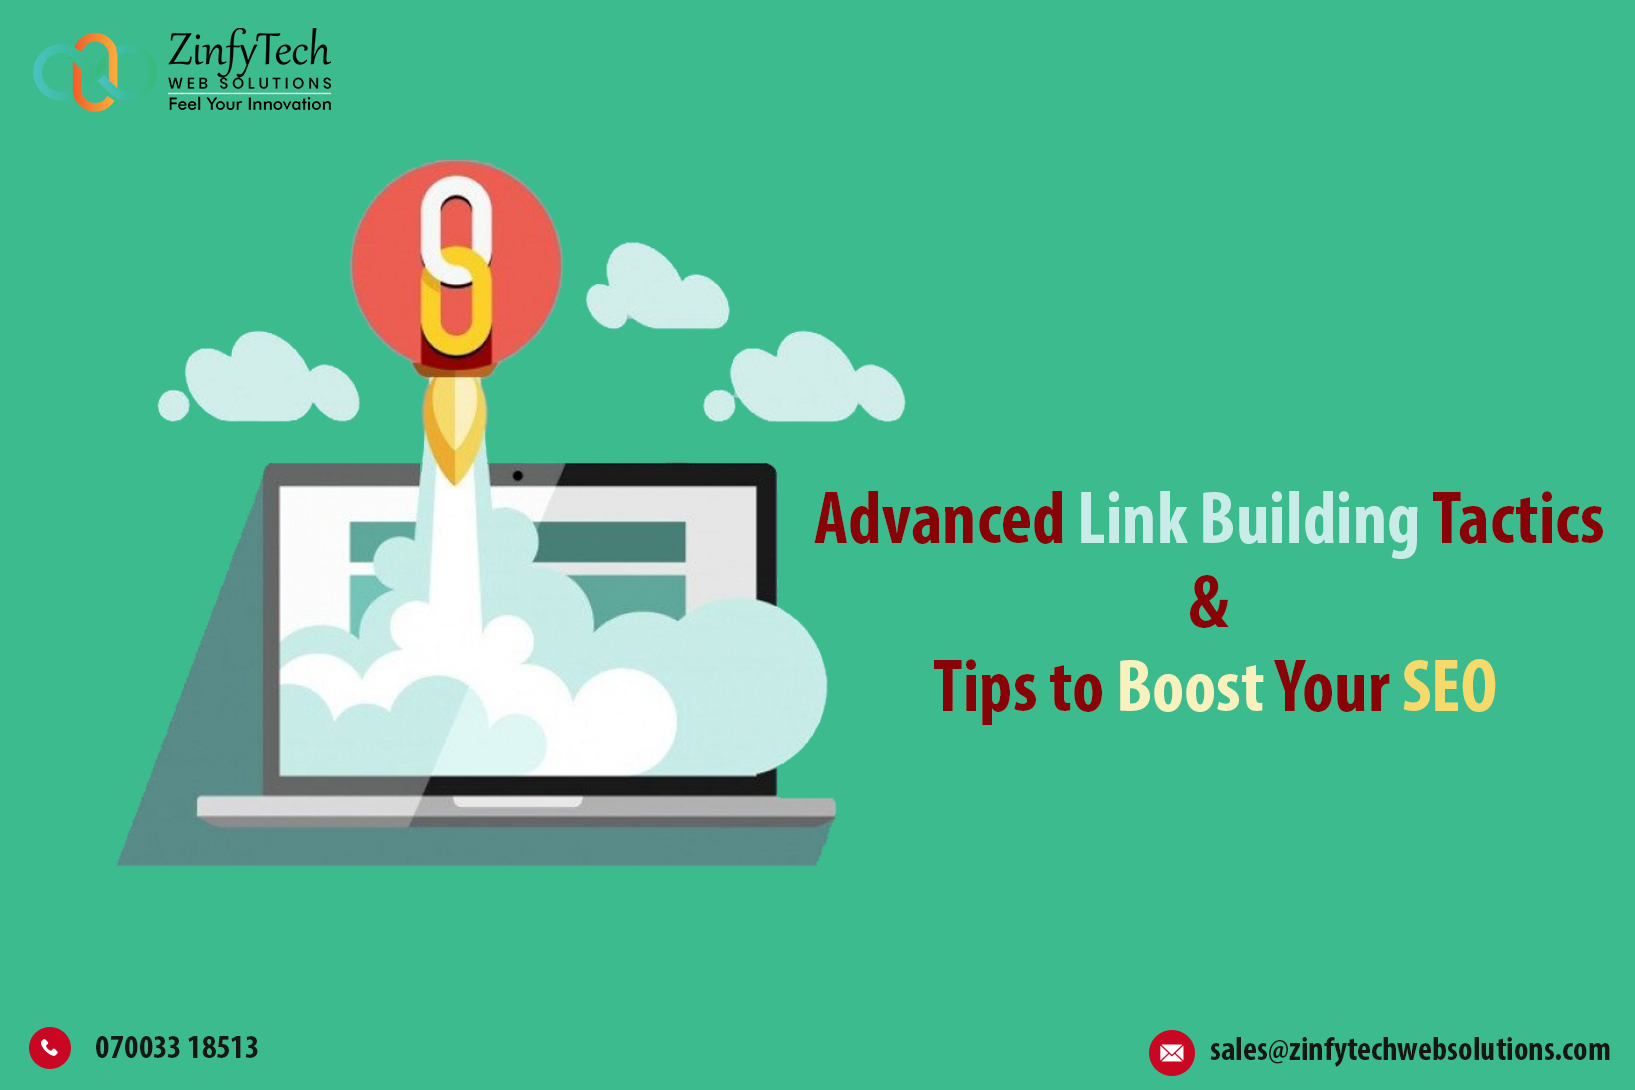 ZinfyTech
WEB SOLUTIONS
Feel Your Innovation
Advanced Link Building Tactics
&
Tips to Boost Your SEO
070033 18513
sales@zinfytechwebsolutions.com